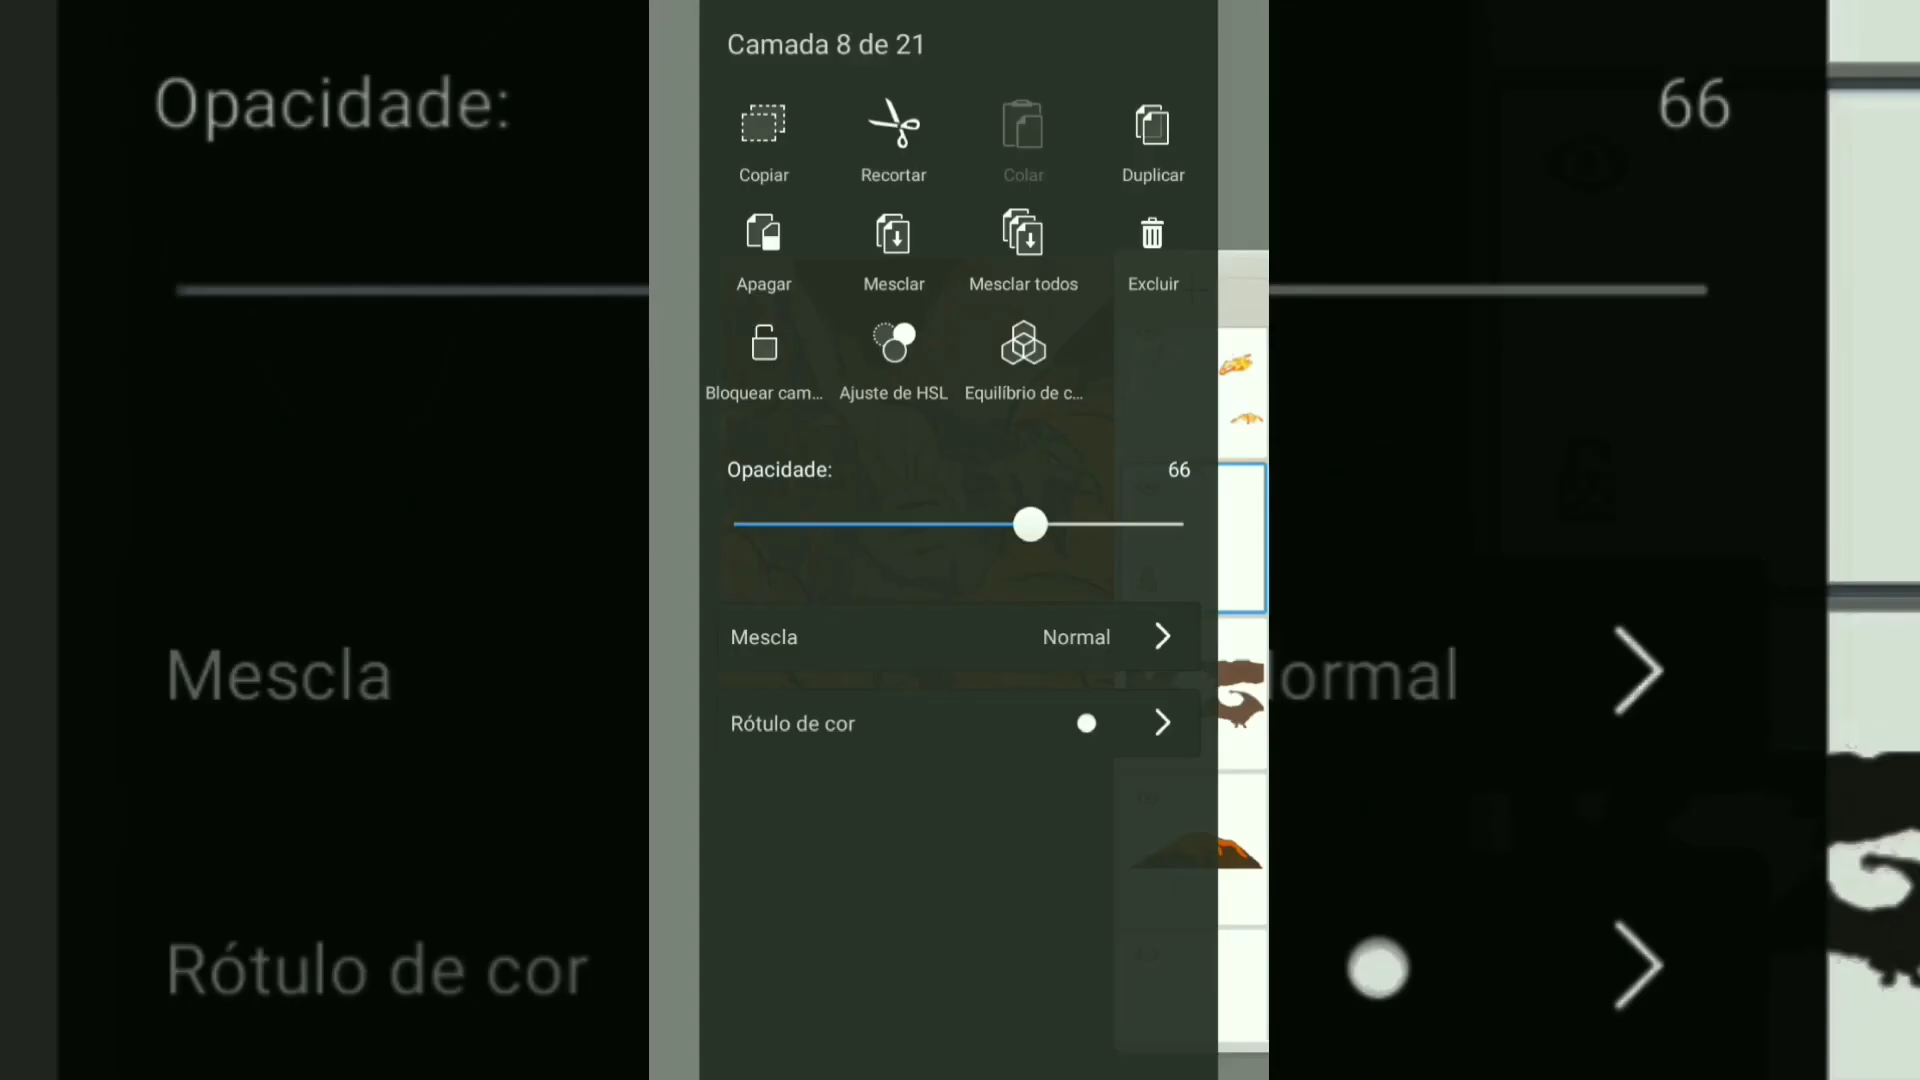 Camada 8 de 21
Copiar Recortar Colar Duplicar
Apagar Mesclar Mesclar todos Excluir
Bloquear cam... Ajuste de HSL Equilíbrio de c...
Opacidade: 66
Mescla Normal
Rótulo de cor
Opacidade: 66
Mescla ormal
Rótulo de cor